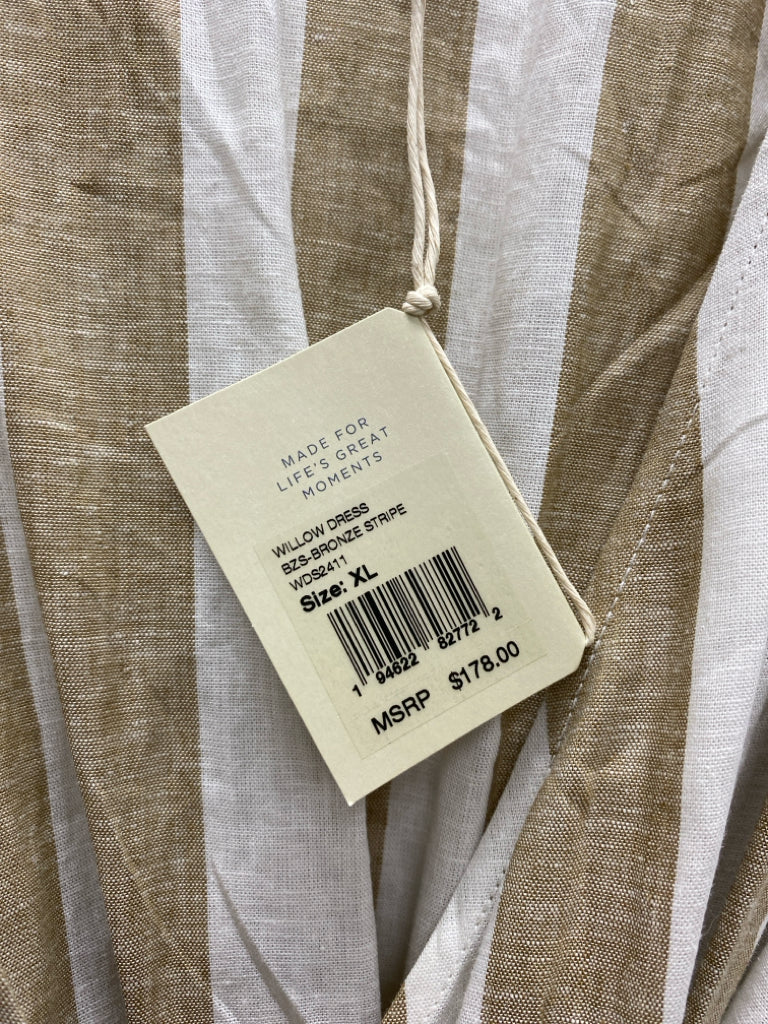 MADE FOR
LIFE'S GREAT
MOMENTS
WILLOW DRESS
BZS-BRONZE STRIPE
WDS2411
Size: XL
1 94622 82772 2
MSRP $178.00